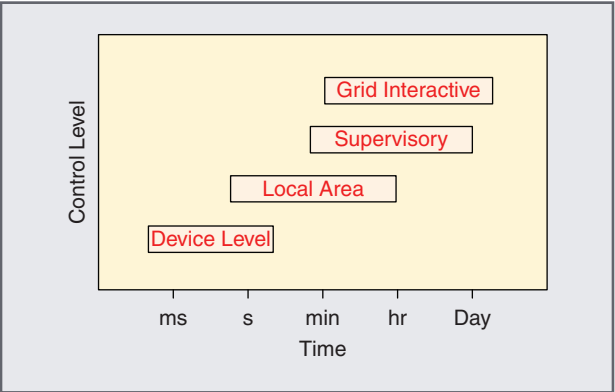 Control Level
Grid Interactive
Supervisory
Local Area
Device Level
ms s min hr Day
Time